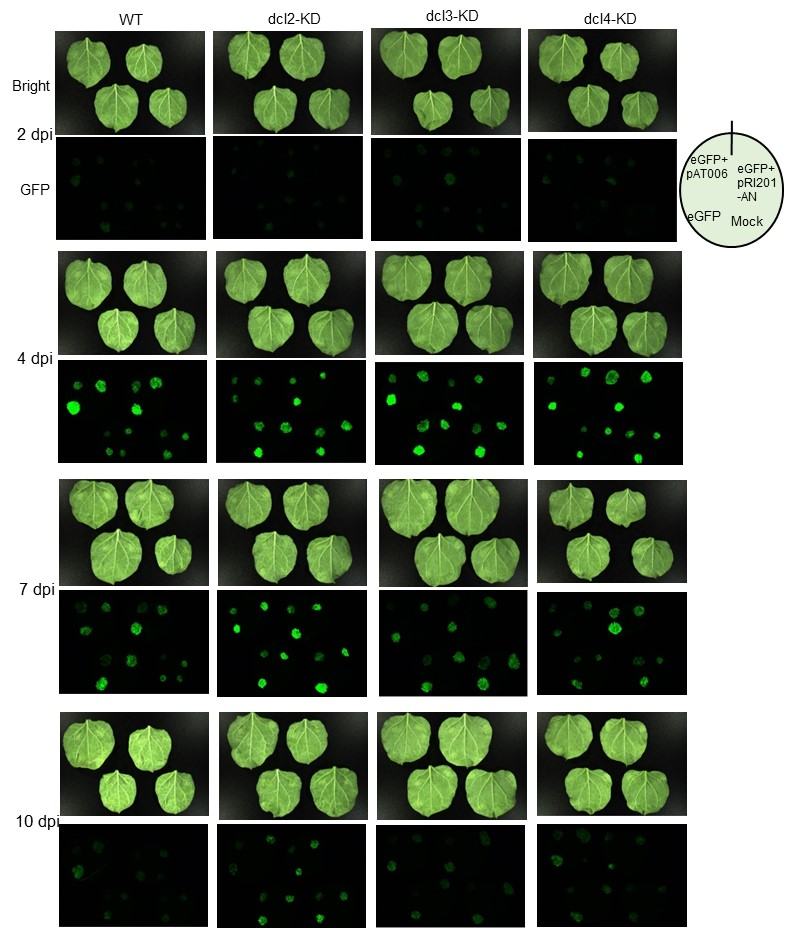 WT dcl2-KD dcl3-KD dcl4-KD
Bright
2 dpi
GFP
eGFP+
pAT006
eGFP+
pRI201
-AN
eGFP
Mock
4 dpi
7 dpi
10 dpi